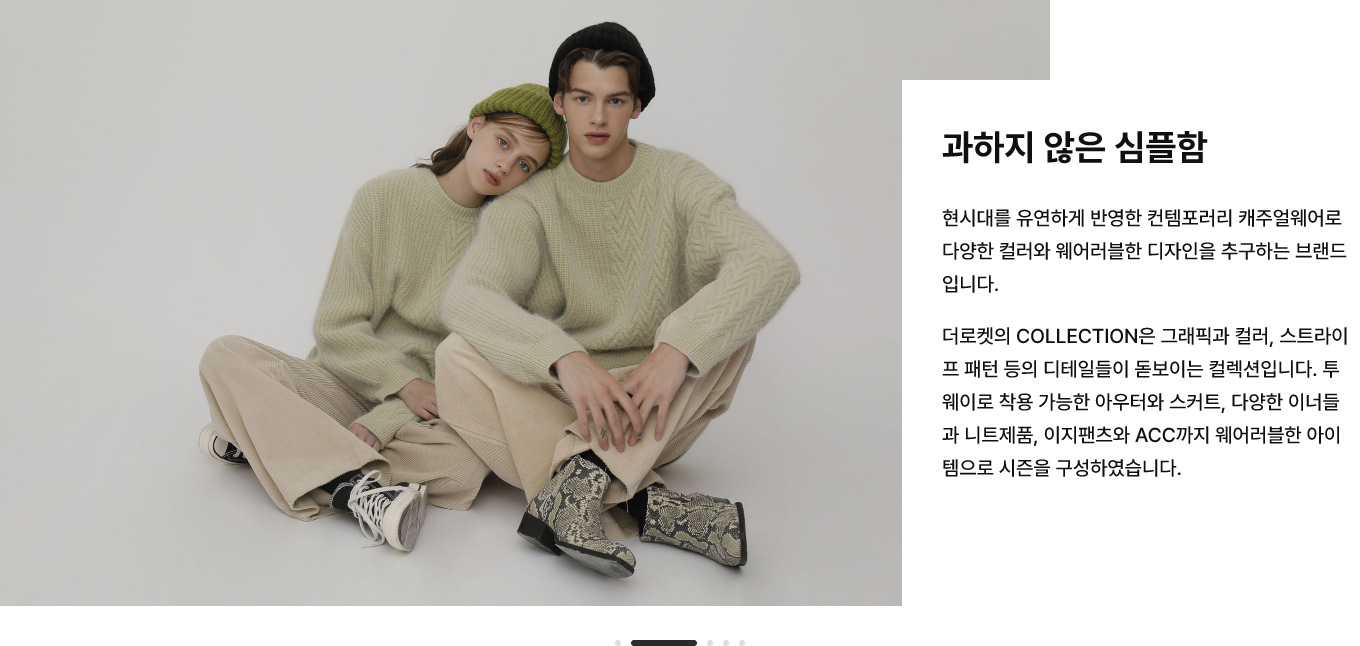 과하지 않은 심플함
현시대를 유연하게 반영한 컨템포러리 캐주얼웨어로
다양한 컬러와 웨어러블한 디자인을 추구하는 브랜드
입니다.
더로켓의 COLLECTION은 그래픽과 컬러, 스트라이
프 패턴 등의 디테일들이 돋보이는 컬렉션입니다. 투
웨이로 착용 가능한 아우터와 스커트, 다양한 이너들
과 니트제품, 이지팬츠와 ACC까지 웨어러블한 아이
템으로 시즌을 구성하였습니다.